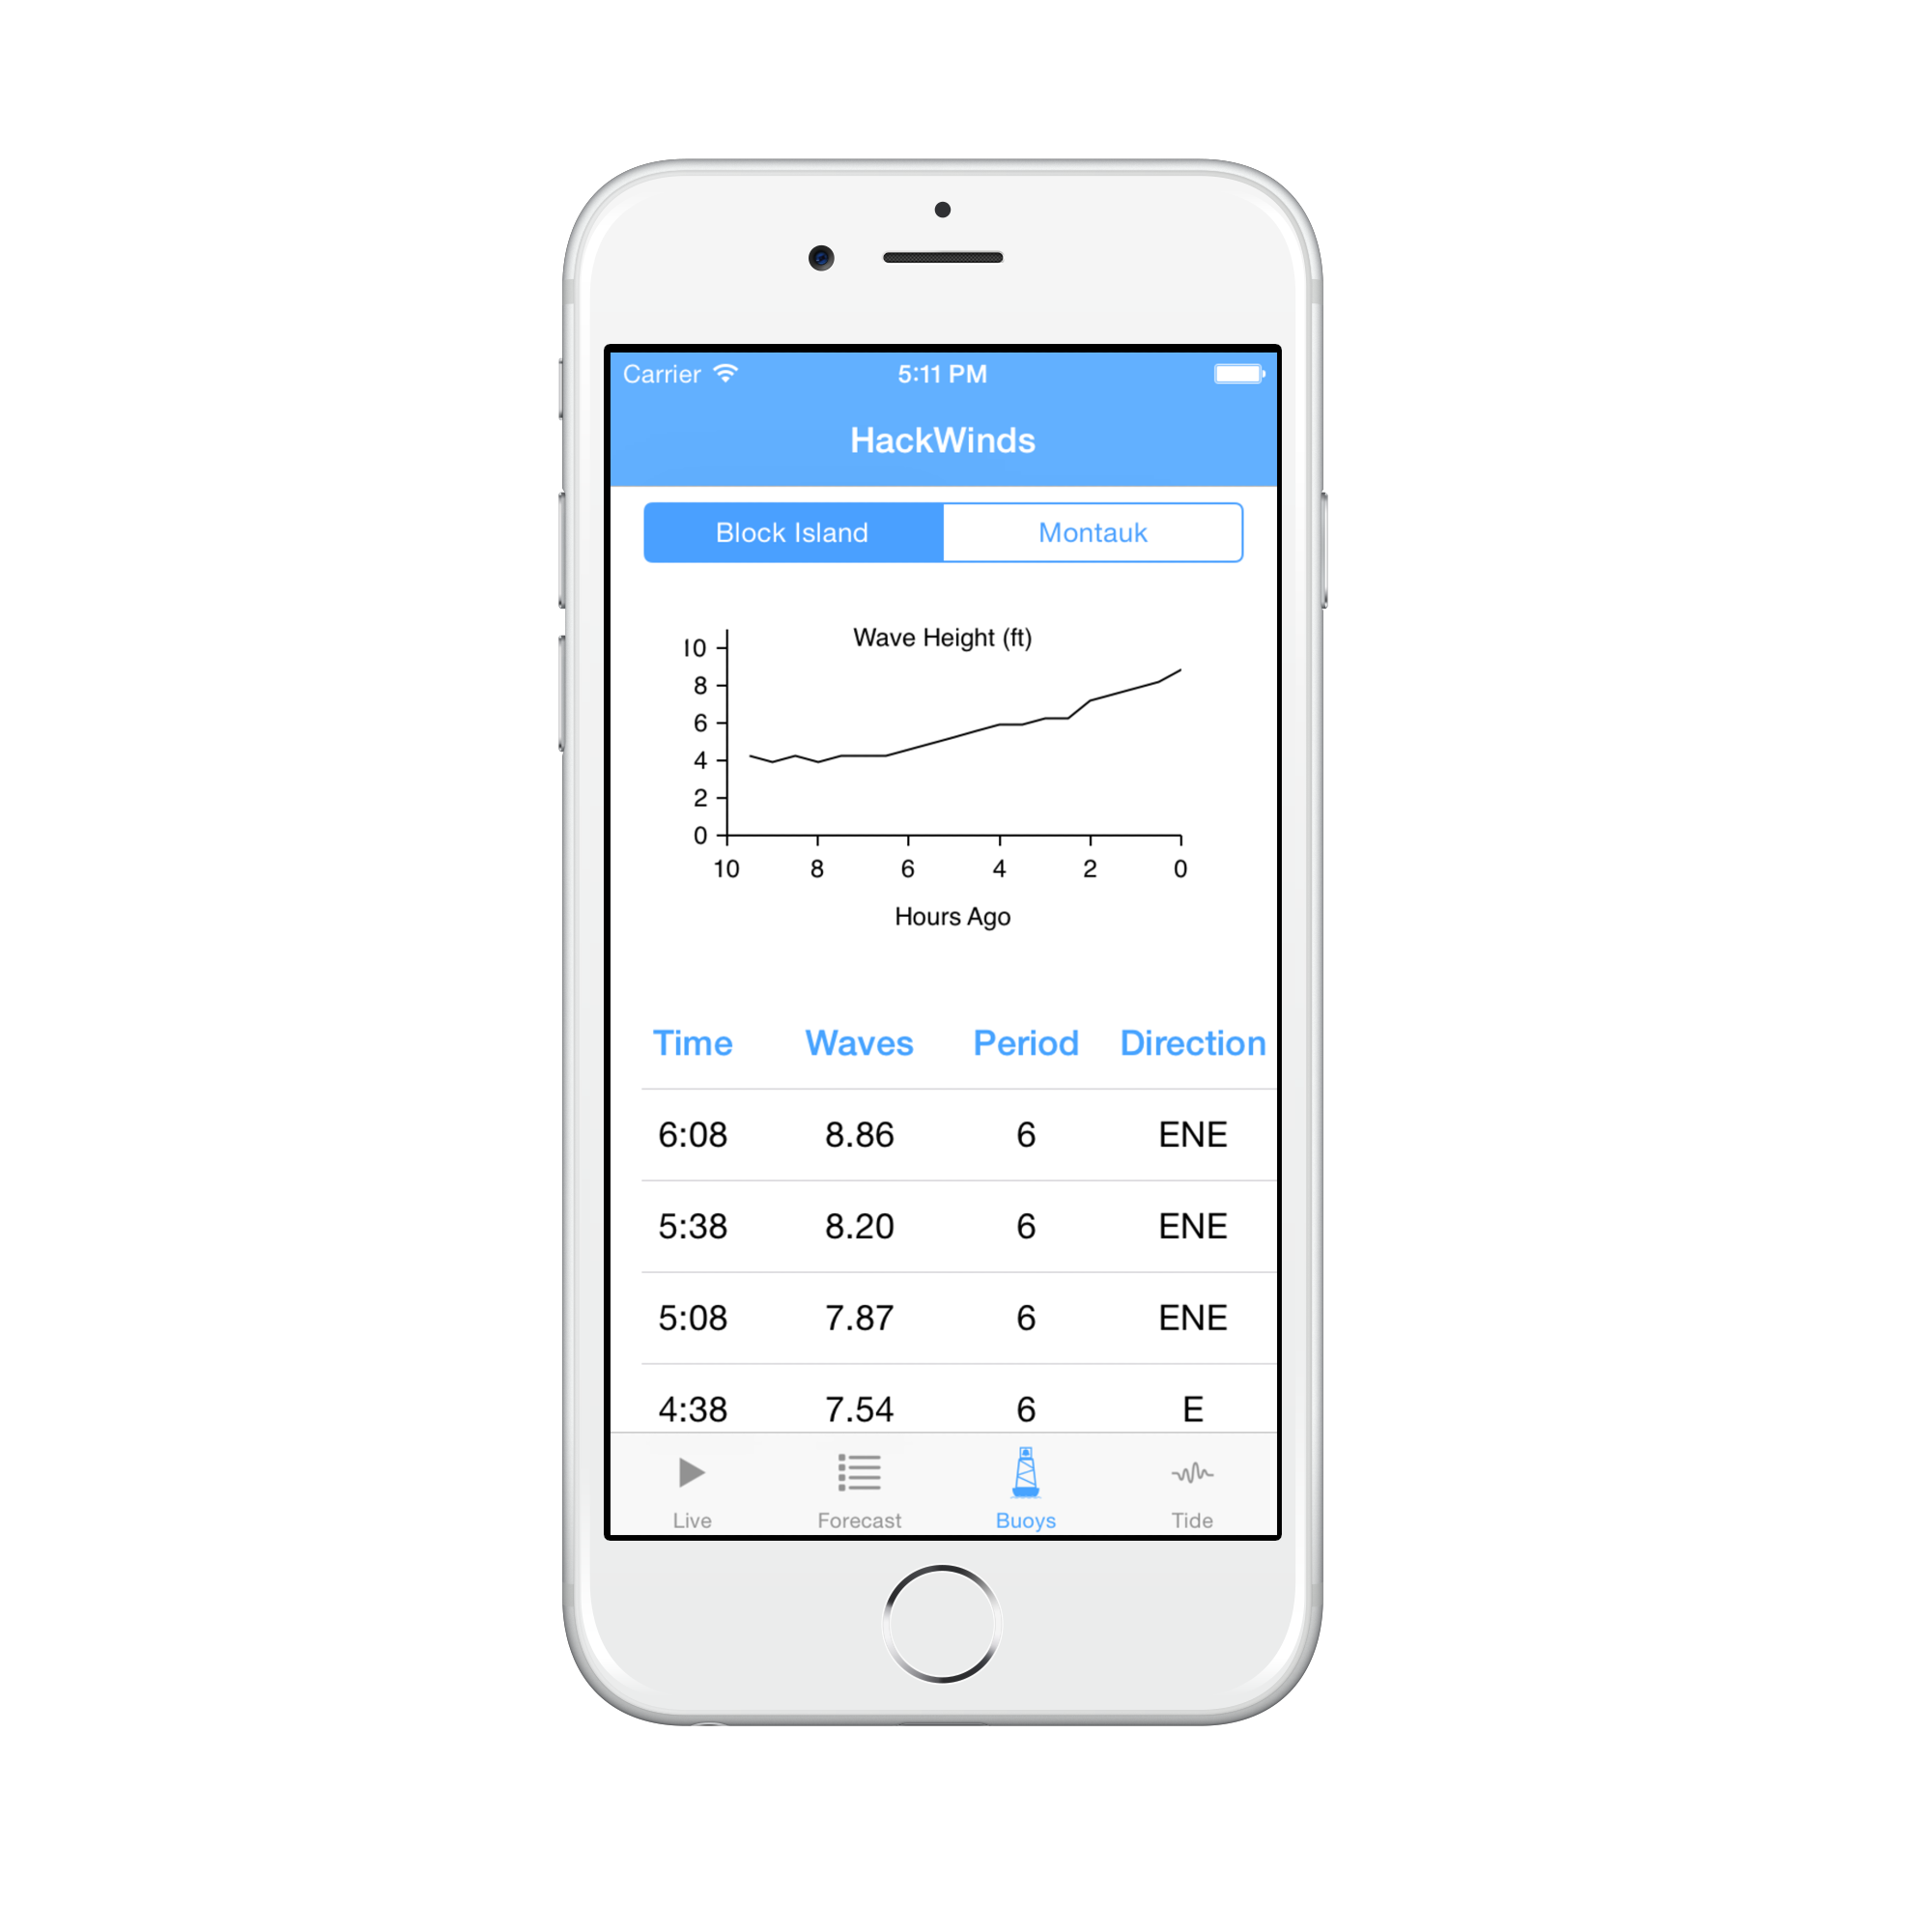 Carrier 5:11 PM
HackWinds
Block Island Montauk
Wave Height (ft)
10
8
6
4
2
0
10 8 6 4 2 0
Hours Ago
Time Waves Period Direction
6:08 8.86 6 ENE
5:38 8.20 6 ENE
5:08 7.87 6 ENE
4:38 7.54 6 E
Live Forecast Buoys Tide